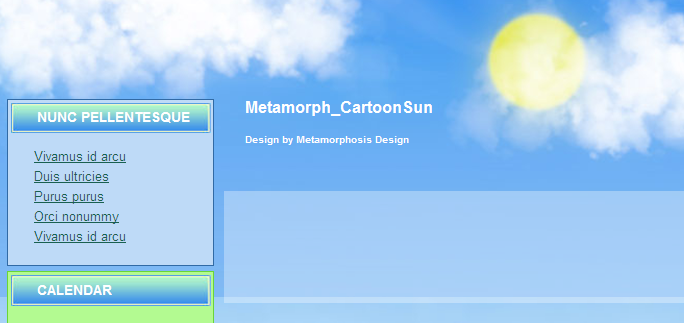 Metamorph_CartoonSun
Design by Metamorphosis Design
NUNC PELLENTESQUE
Vivamus id arcu
Duis ultricies
Purus purus
Orci nonummy
Vivamus id arcu
CALENDAR